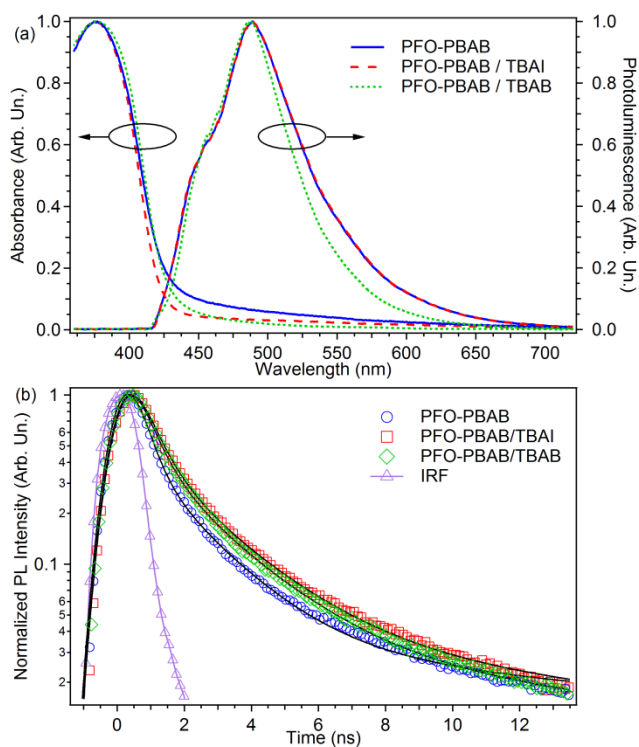 (a)
PFO-PBAB
PFO-PBAB / TBAI
PFO-PBAB / TBAB
Absorbance (Arb. Un.)
1.0
0.8
0.6
0.4
0.2
0.0
Photoluminescence (Arb. Un.)
1.0
0.8
0.6
0.4
0.2
0.0
400 450 500 550 600 650 700
Wavelength (nm)
(b)
PFO-PBAB
PFO-PBAB/TBAI
PFO-PBAB/TBAB
IRF
Normalized PL Intensity (Arb. Un.)
1
8
6
4
2
0.1
8
6
4
2
0 2 4 6 8 10 12
Time (ns)